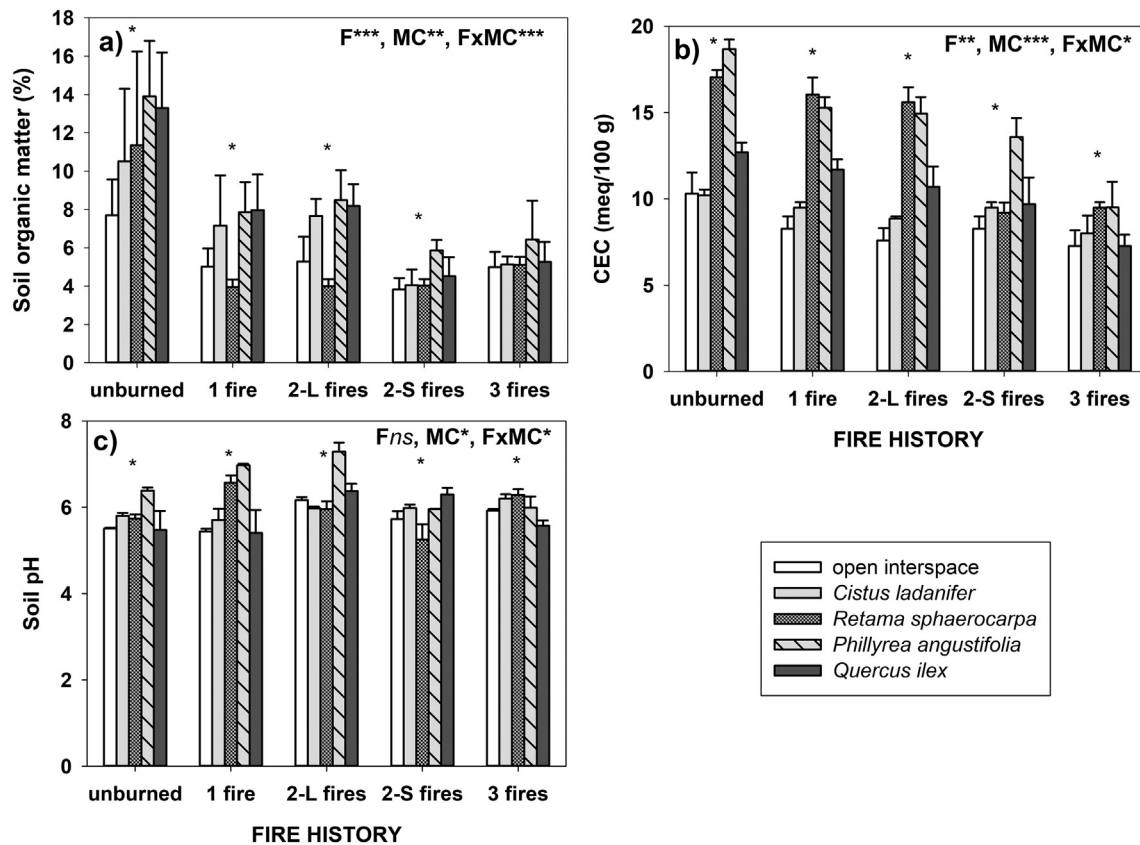 a)
F***, MC**, FxMC***
Soil organic matter (%)
18
16
14
12
10
8
6
4
2
0
*
*
*
*
unburned 1 fire 2-L fires 2-S fires 3 fires
b)
F**, MC***, FxMC*
CEC (meq/100 g)
20
15
10
5
0
*
*
*
*
*
unburned 1 fire 2-L fires 2-S fires 3 fires
FIRE HISTORY
c)
Fns, MC*, FxMC*
Soil pH
8
6
4
2
0
*
*
*
*
*
unburned 1 fire 2-L fires 2-S fires 3 fires
FIRE HISTORY
open interspace
Cistus ladanifer
Retama sphaerocarpa
Phillyrea angustifolia
Quercus ilex